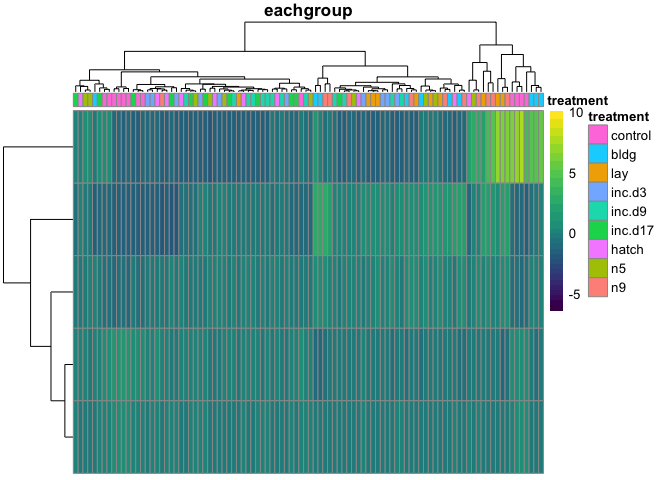 eachgroup
treatment
10
5
0
-5
treatment
control
bldg
lay
inc.d3
inc.d9
inc.d17
hatch
n5
n9